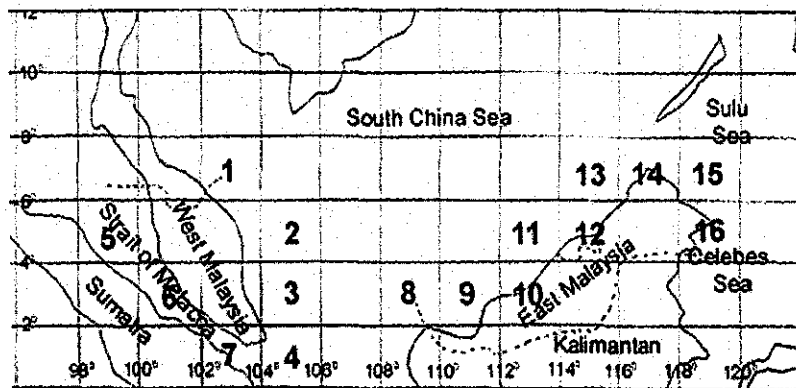 12°
10°
South China Sea
Sulu
Sea
8°
1
13 14 15
6°
5
Strait of Malacca
West Malaysia
2
11 12
16
4°
Celebes
Sea
East Malaysia
Sumatra
6
3
8 9 10
2°
7 4
Kalimantan
98° 100° 102° 104° 106° 108° 110° 112° 114° 116° 118° 120°